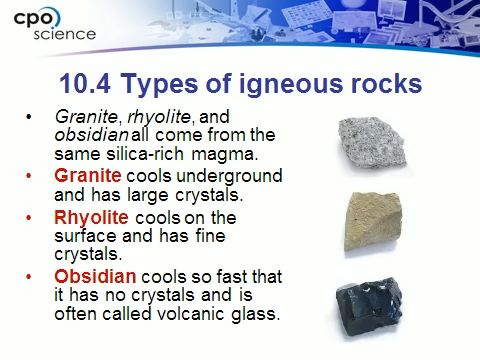 cpo
science
10.4 Types of igneous rocks
• Granite, rhyolite, and
obsidian all come from the
same silica-rich magma.
• Granite cools underground
and has large crystals.
• Rhyolite cools on the
surface and has fine
crystals.
• Obsidian cools so fast that
it has no crystals and is
often called volcanic glass.